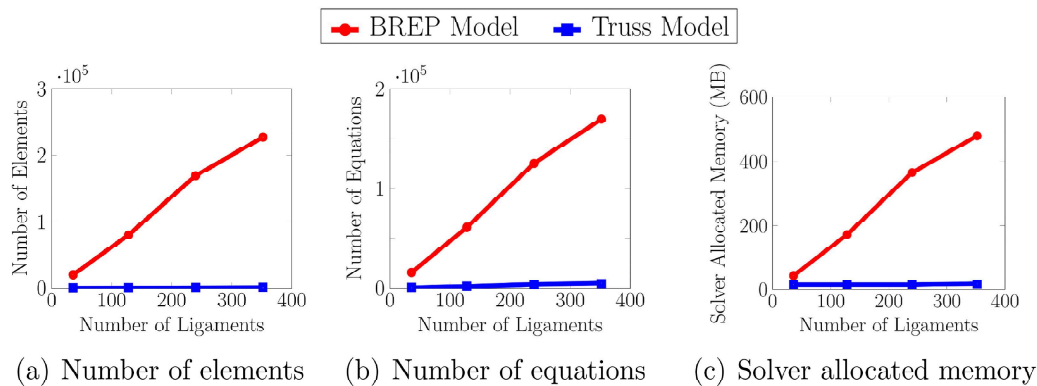 BREP Model Truss Model
·10^5
3
2
1
0
0 100 200 300 400
Number of Elements
Number of Ligaments
(a) Number of elements
·10^5
2
1
0
0 100 200 300 400
Number of Equations
Number of Ligaments
(b) Number of equations
600
400
200
0
0 100 200 300 400
Sclver Allocated Memory (MB)
Number of Ligaments
(c) Solver allocated memory